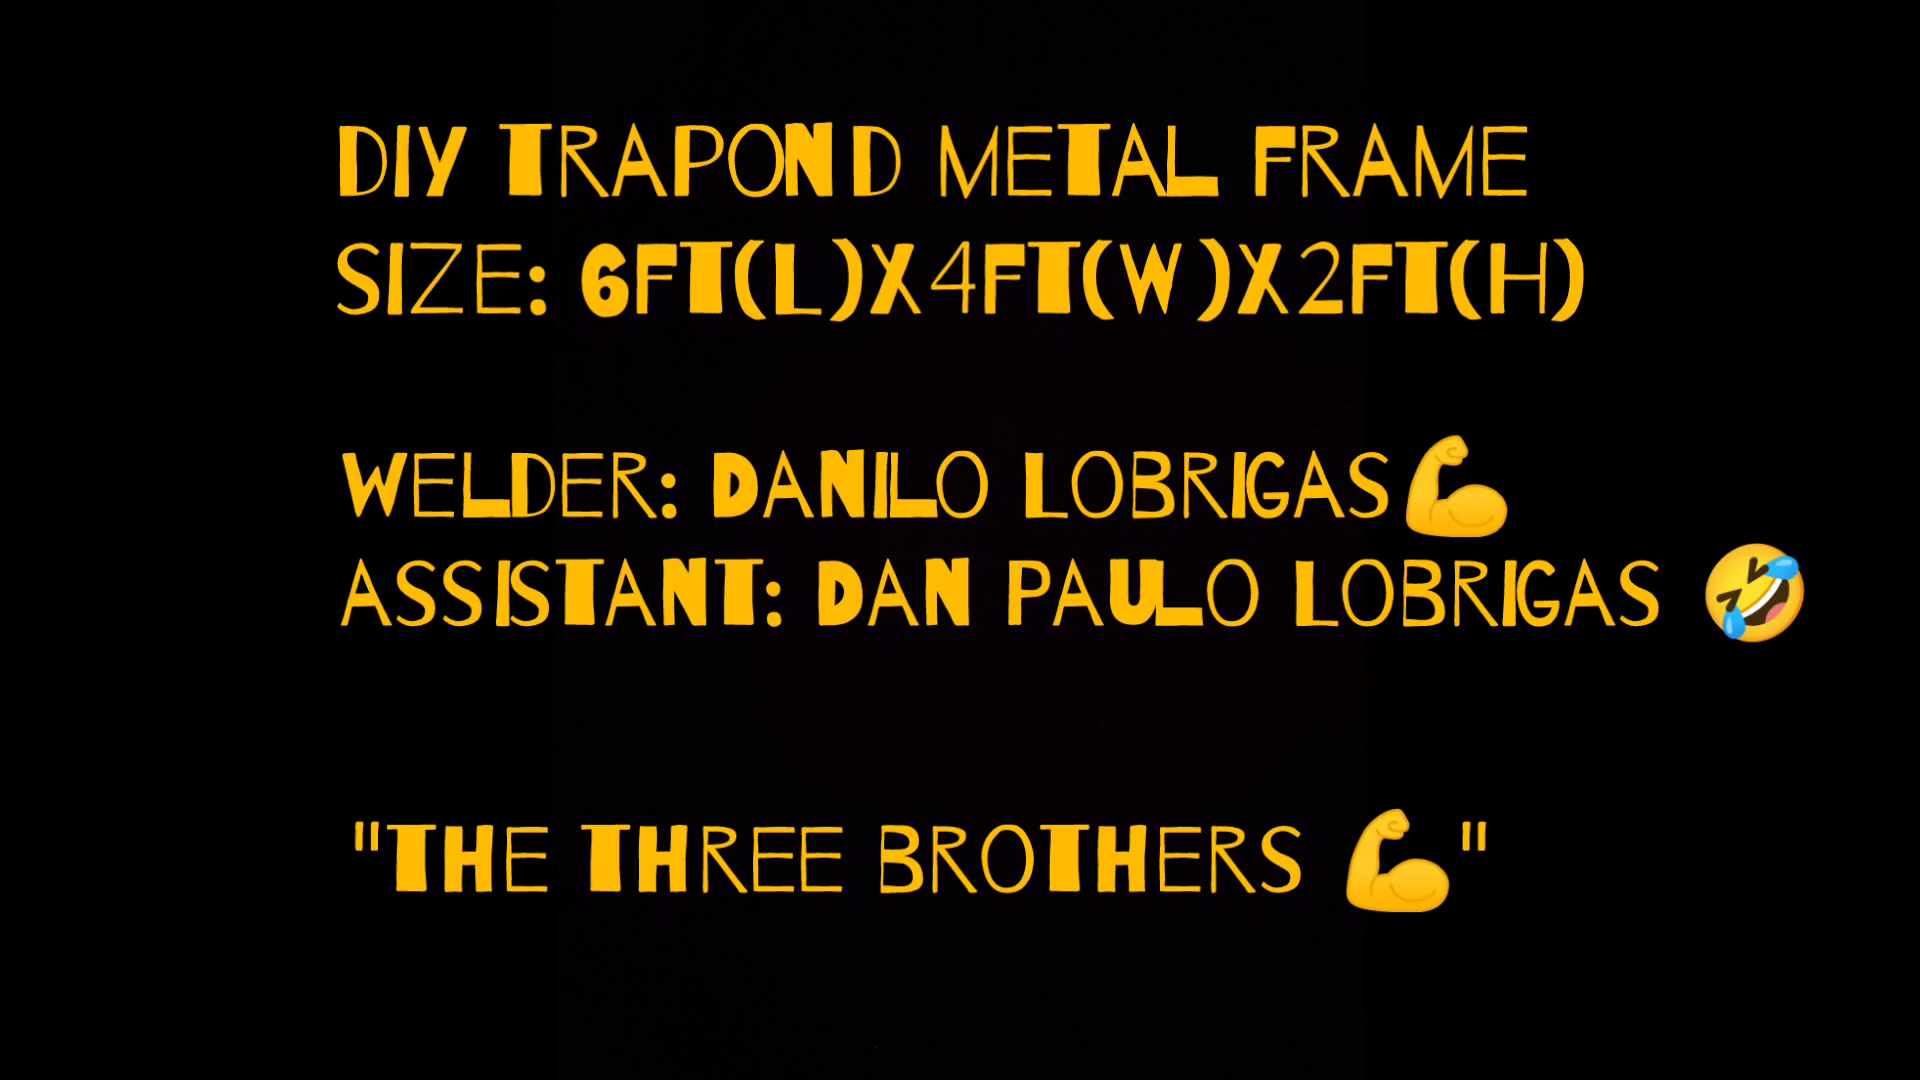 DIY TRAPOND METAL FRAME
SIZE: 6FT(L)X4FT(W)X2FT(H)
WELDER: DANILO LOBRIGAS💪
ASSISTANT: DAN PAULO LOBRIGAS 🤣
"THE THREE BROTHERS 💪"